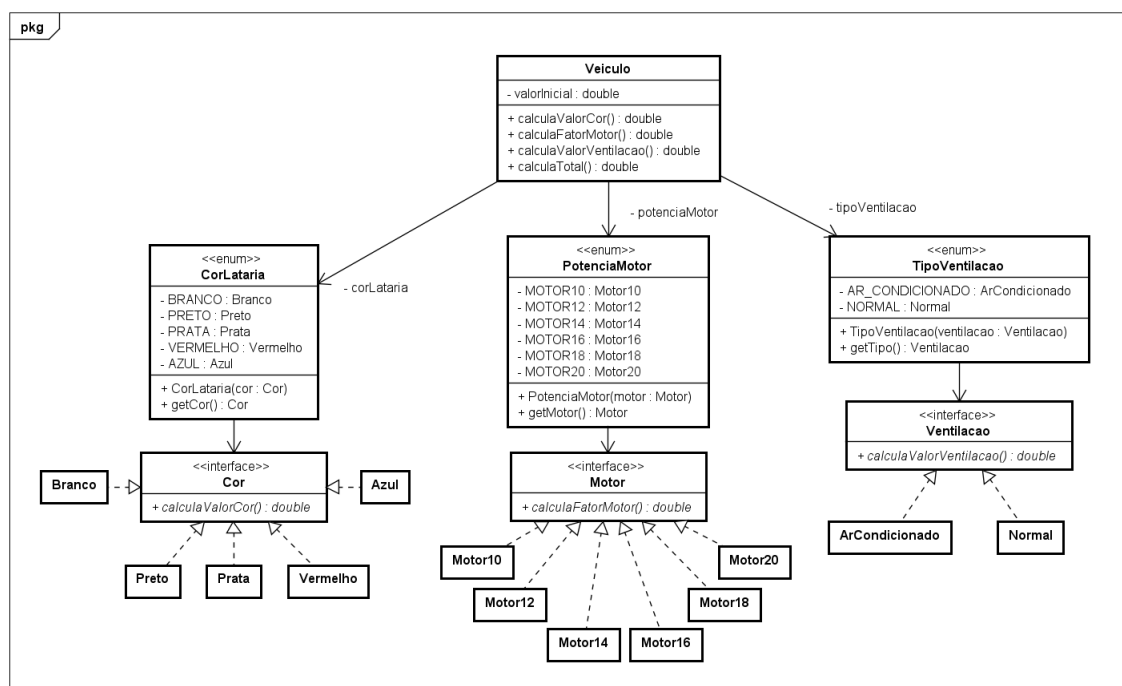 pkg
Veiculo
- valorInicial : double
+ calculaValorCor() : double
+ calculaFatorMotor() : double
+ calculaValorVentilacao() : double
+ calculaTotal() : double
- corLataria
- potenciaMotor
- tipoVentilacao
<<enum>>
CorLataria
- BRANCO : Branco
- PRETO : Preto
- PRATA : Prata
- VERMELHO : Vermelho
- AZUL : Azul
+ CorLataria(cor : Cor)
+ getCor() : Cor
<<enum>>
PotenciaMotor
- MOTOR10 : Motor10
- MOTOR12 : Motor12
- MOTOR14 : Motor14
- MOTOR16 : Motor16
- MOTOR18 : Motor18
- MOTOR20 : Motor20
+ PotenciaMotor(motor : Motor)
+ getMotor() : Motor
<<enum>>
TipoVentilacao
- AR_CONDICIONADO : ArCondicionado
- NORMAL : Normal
+ TipoVentilacao(ventilacao : Ventilacao)
+ getTipo() : Ventilacao
<<interface>>
Cor
+ calculaValorCor() : double
Branco
Azul
Preto
Prata
Vermelho
<<interface>>
Motor
+ calculaFatorMotor() : double
Motor10
Motor12
Motor14
Motor16
Motor18
Motor20
<<interface>>
Ventilacao
+ calculaValorVentilacao() : double
ArCondicionado
Normal